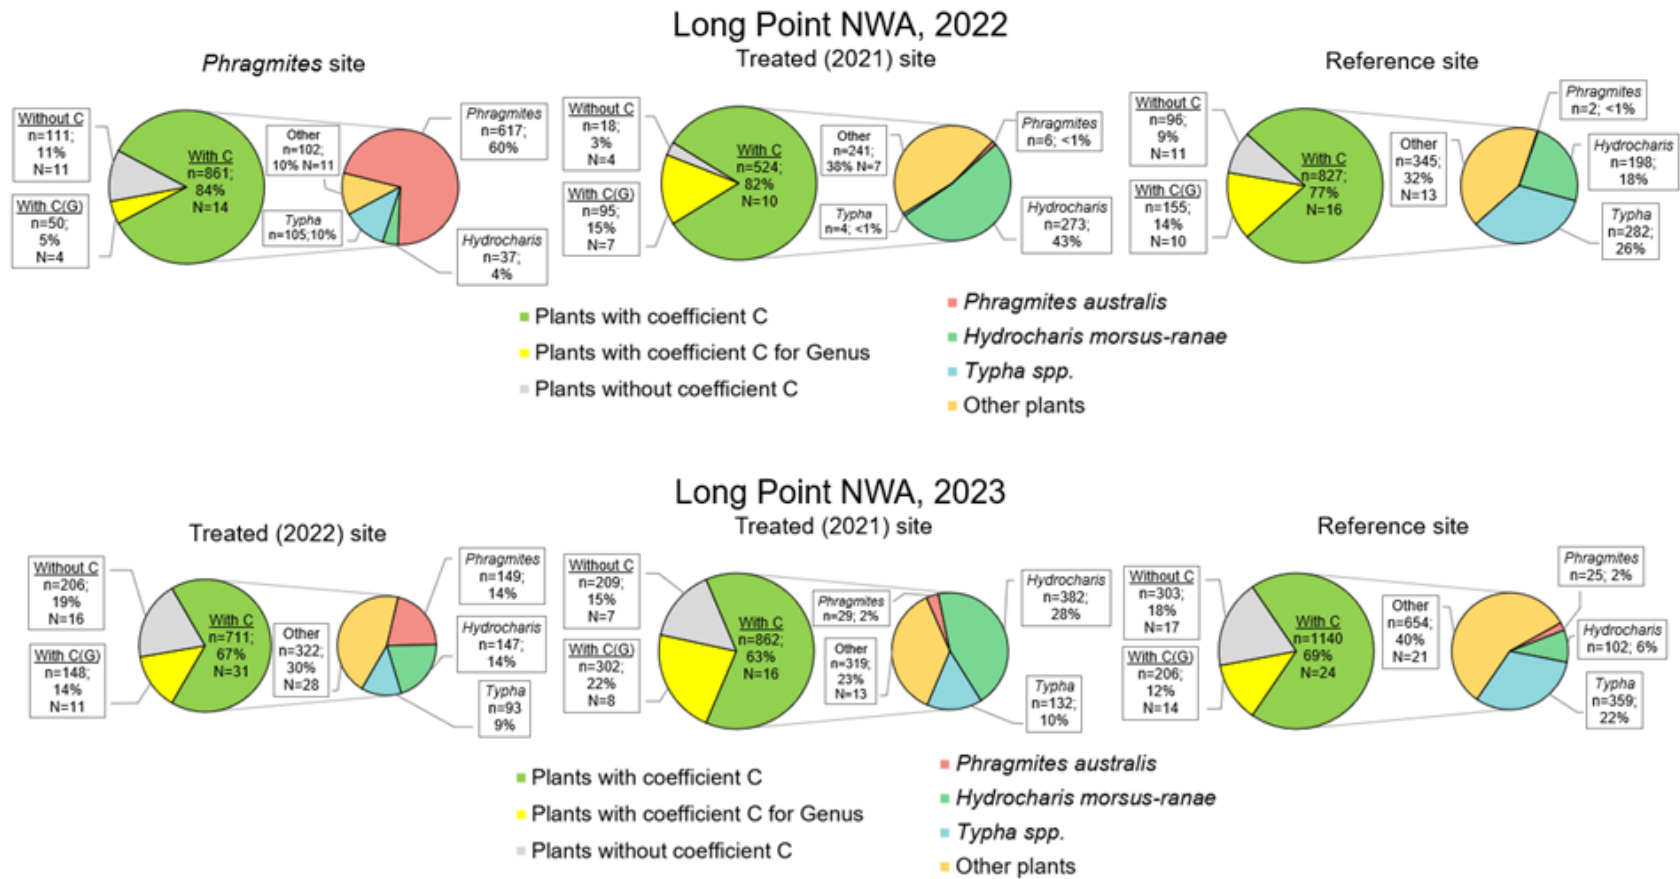 Long Point NWA, 2022
Phragmites site
Without C
n=111;
11%
N=11
With C(G)
n=50;
5%
N=4
With C
n=861;
84%
N=14
Other
n=102;
10% N=11
Typha
n=105;10%
Phragmites
n=617;
60%
Hydrocharis
n=37;
4%
Treated (2021) site
Without C
n=18;
3%
N=4
With C(G)
n=95;
15%
N=7
With C
n=524;
82%
N=10
Other
n=241;
38% N=7
Typha
n=4; <1%
Phragmites
n=6; <1%
Hydrocharis
n=273;
43%
Reference site
Without C
n=96;
9%
N=11
With C(G)
n=155;
14%
N=10
With C
n=827;
77%
N=16
Other
n=345;
32%
N=13
Phragmites
n=2; <1%
Hydrocharis
n=198;
18%
Typha
n=282;
26%
Plants with coefficient C
Plants with coefficient C for Genus
Plants without coefficient C
Phragmites australis
Hydrocharis morsus-ranae
Typha spp.
Other plants
Long Point NWA, 2023
Treated (2022) site
Without C
n=206;
19%
N=16
With C(G)
n=148;
14%
N=11
With C
n=711;
67%
N=31
Other
n=322;
30%
N=28
Phragmites
n=149;
14%
Hydrocharis
n=147;
14%
Typha
n=93
9%
Treated (2021) site
Without C
n=209;
15%
N=7
With C(G)
n=302;
22%
N=8
With C
n=862;
63%
N=16
Phragmites
n=29; 2%
Other
n=319;
23%
N=13
Hydrocharis
n=382;
28%
Typha
n=132;
10%
Reference site
Without C
n=303;
18%
N=17
With C(G)
n=206;
12%
N=14
With C
n=1140
69%
N=24
Other
n=654;
40%
N=21
Phragmites
n=25; 2%
Hydrocharis
n=102; 6%
Typha
n=359;
22%
Plants with coefficient C
Plants with coefficient C for Genus
Plants without coefficient C
Phragmites australis
Hydrocharis morsus-ranae
Typha spp.
Other plants